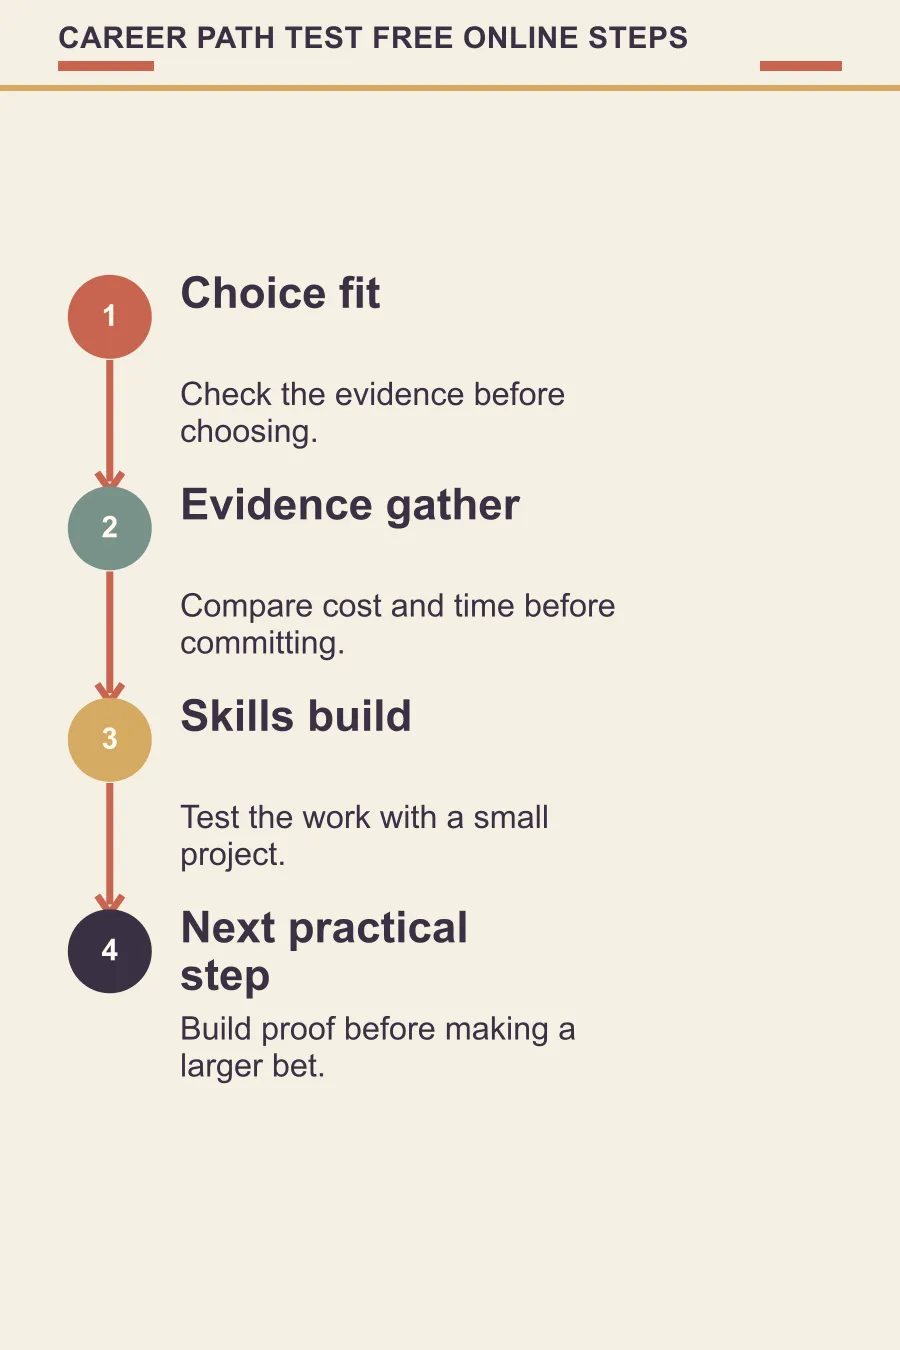 CAREER PATH TEST FREE ONLINE STEPS
1
Choice fit
Check the evidence before
choosing.
2
Evidence gather
Compare cost and time before
committing.
3
Skills build
Test the work with a small
project.
4
Next practical
step
Build proof before making a
larger bet.